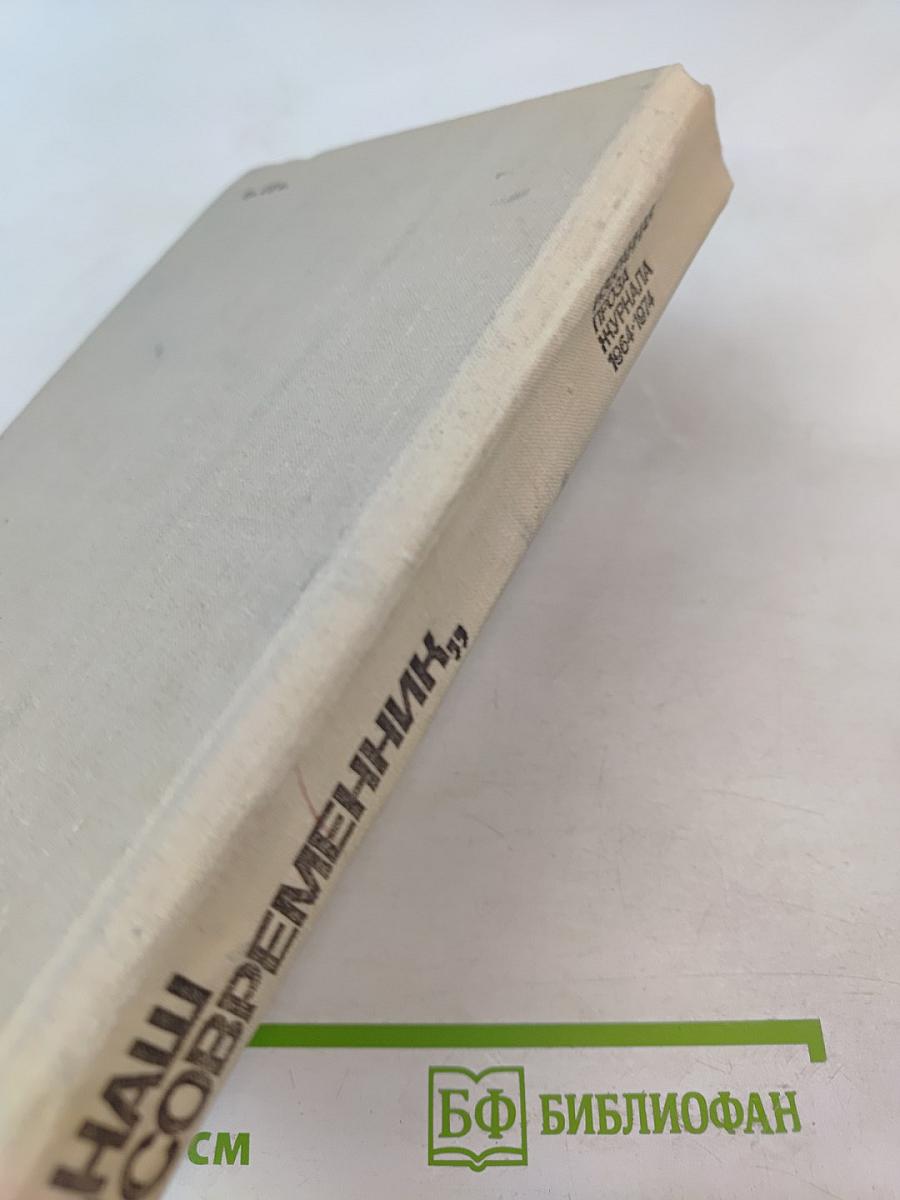 НАШ
СОВРЕМЕННИК„
ПРОЗА
ЖУРНАЛА
1964·1974
СМ
БФ
БИБЛИОФАН